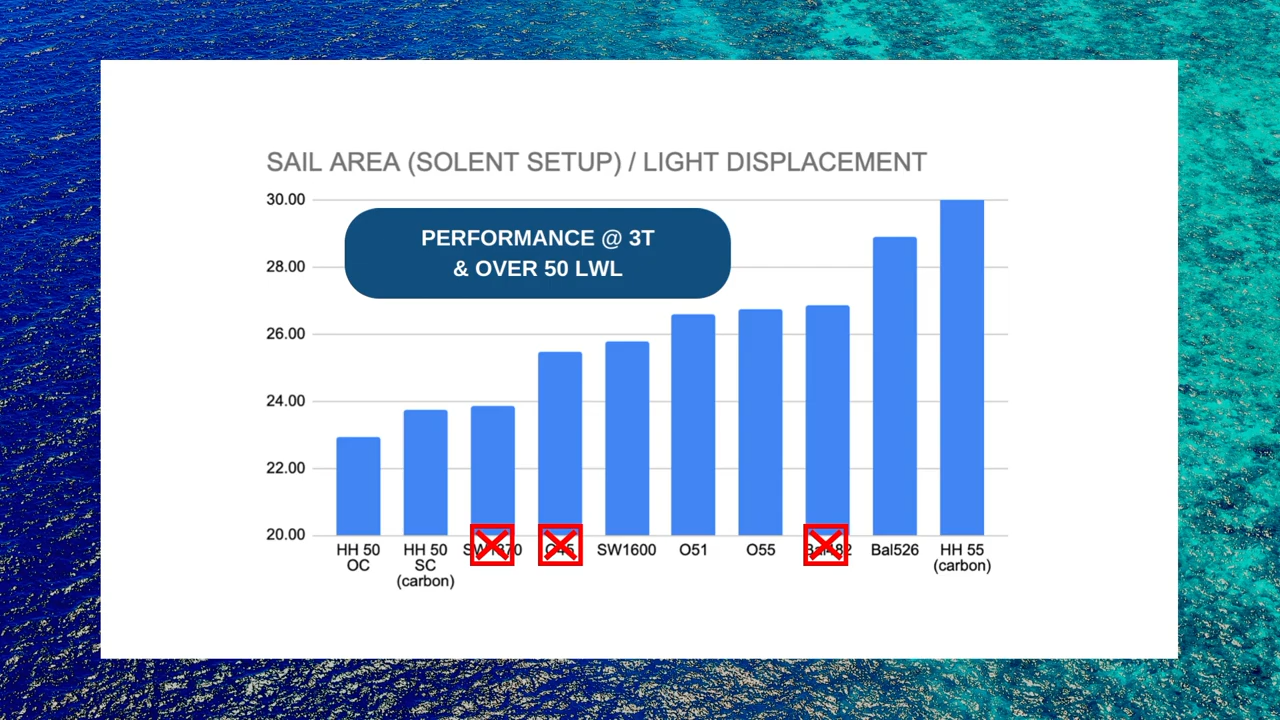 SAIL AREA (SOLENT SETUP) / LIGHT DISPLACEMENT
30.00
PERFORMANCE @ 3T
& OVER 50 LWL
28.00
26.00
24.00
22.00
20.00
HH 50
OC
HH 50
SC
(carbon)
SW1600
O51
O55
Bal526
HH 55
(carbon)